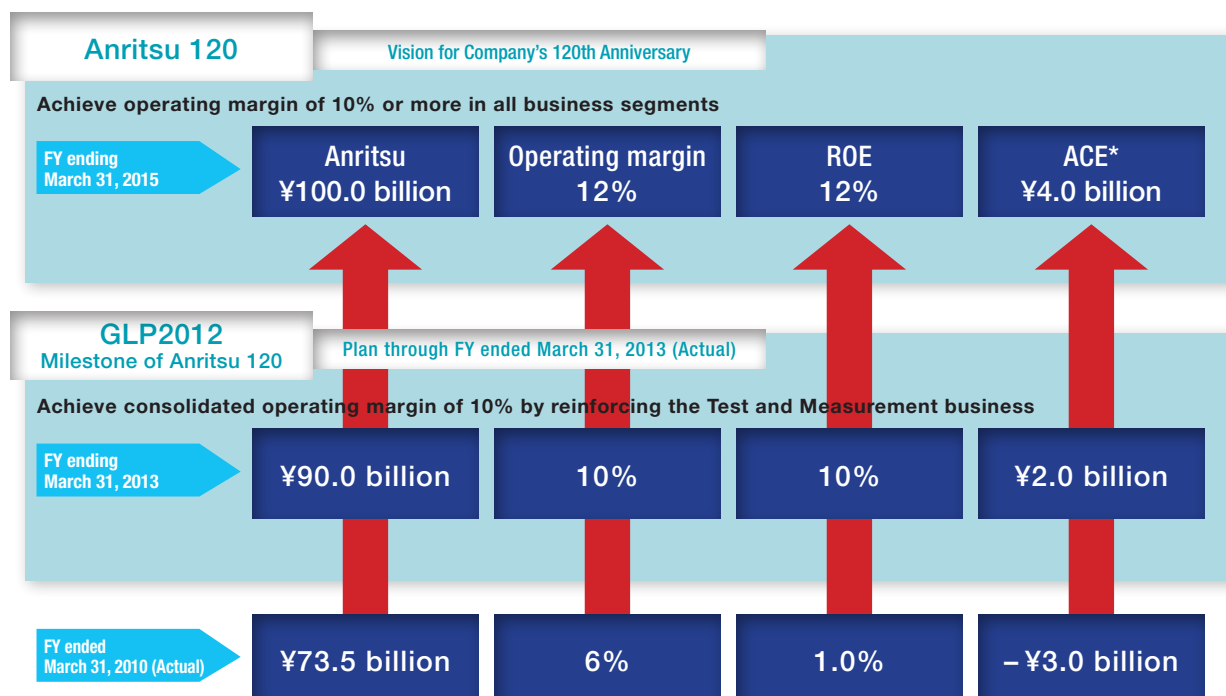 Anritsu 120
Vision for Company's 120th Anniversary
Achieve operating margin of 10% or more in all business segments
FY ending
March 31, 2015
Anritsu
¥100.0 billion
Operating margin
12%
ROE
12%
ACE*
¥4.0 billion
GLP2012
Milestone of Anritsu 120
Plan through FY ended March 31, 2013 (Actual)
Achieve consolidated operating margin of 10% by reinforcing the Test and Measurement business
FY ending
March 31, 2013
¥90.0 billion
10%
10%
¥2.0 billion
FY ended
March 31, 2010 (Actual)
¥73.5 billion
6%
1.0%
– ¥3.0 billion